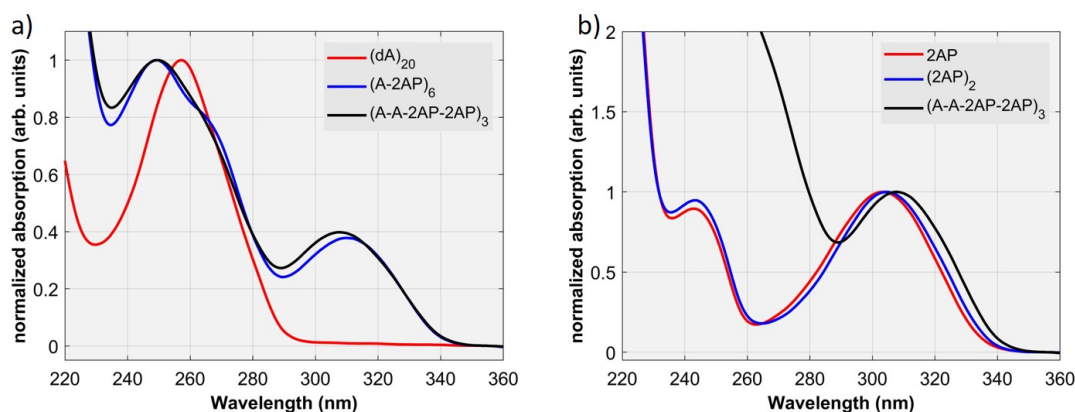 a)
normalized absorption (arb. units)
1
0.8
0.6
0.4
0.2
0
(dA)20
(A-2AP)6
(A-A-2AP-2AP)3
220 240 260 280 300 320 340 360
Wavelength (nm)
b)
normalized absorption (arb. units)
2
1.5
1
0.5
0
2AP
(2AP)2
(A-A-2AP-2AP)3
220 240 260 280 300 320 340 360
Wavelength (nm)